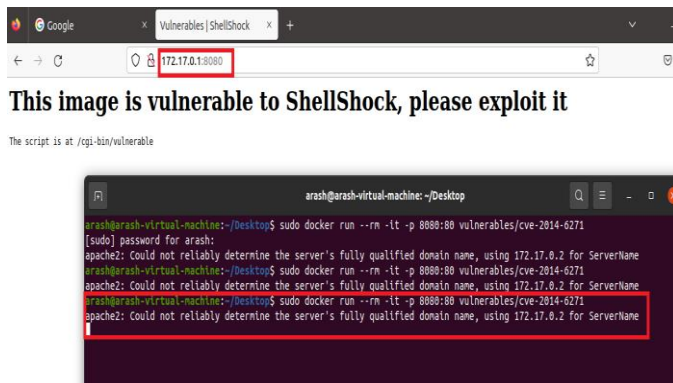 Google
Vulnerables | ShellShock
172.17.0.1:8080
This image is vulnerable to ShellShock, please exploit it
The script is at /cgi-bin/vulnerable
arash@arash-virtual-machine: ~/Desktop
arash@arash-virtual-machine:~/Desktop$ sudo docker run --rm -it -p 8080:80 vulnerables/cve-2014-6271
[sudo] password for arash:
apache2: Could not reliably determine the server's fully qualified domain name, using 172.17.0.2 for ServerName
arash@arash-virtual-machine:~/Desktop$ sudo docker run --rm -it -p 8080:80 vulnerables/cve-2014-6271
apache2: Could not reliably determine the server's fully qualified domain name, using 172.17.0.2 for ServerName
arash@arash-virtual-machine:~/Desktop$ sudo docker run --rm -it -p 8080:80 vulnerables/cve-2014-6271
apache2: Could not reliably determine the server's fully qualified domain name, using 172.17.0.2 for ServerName